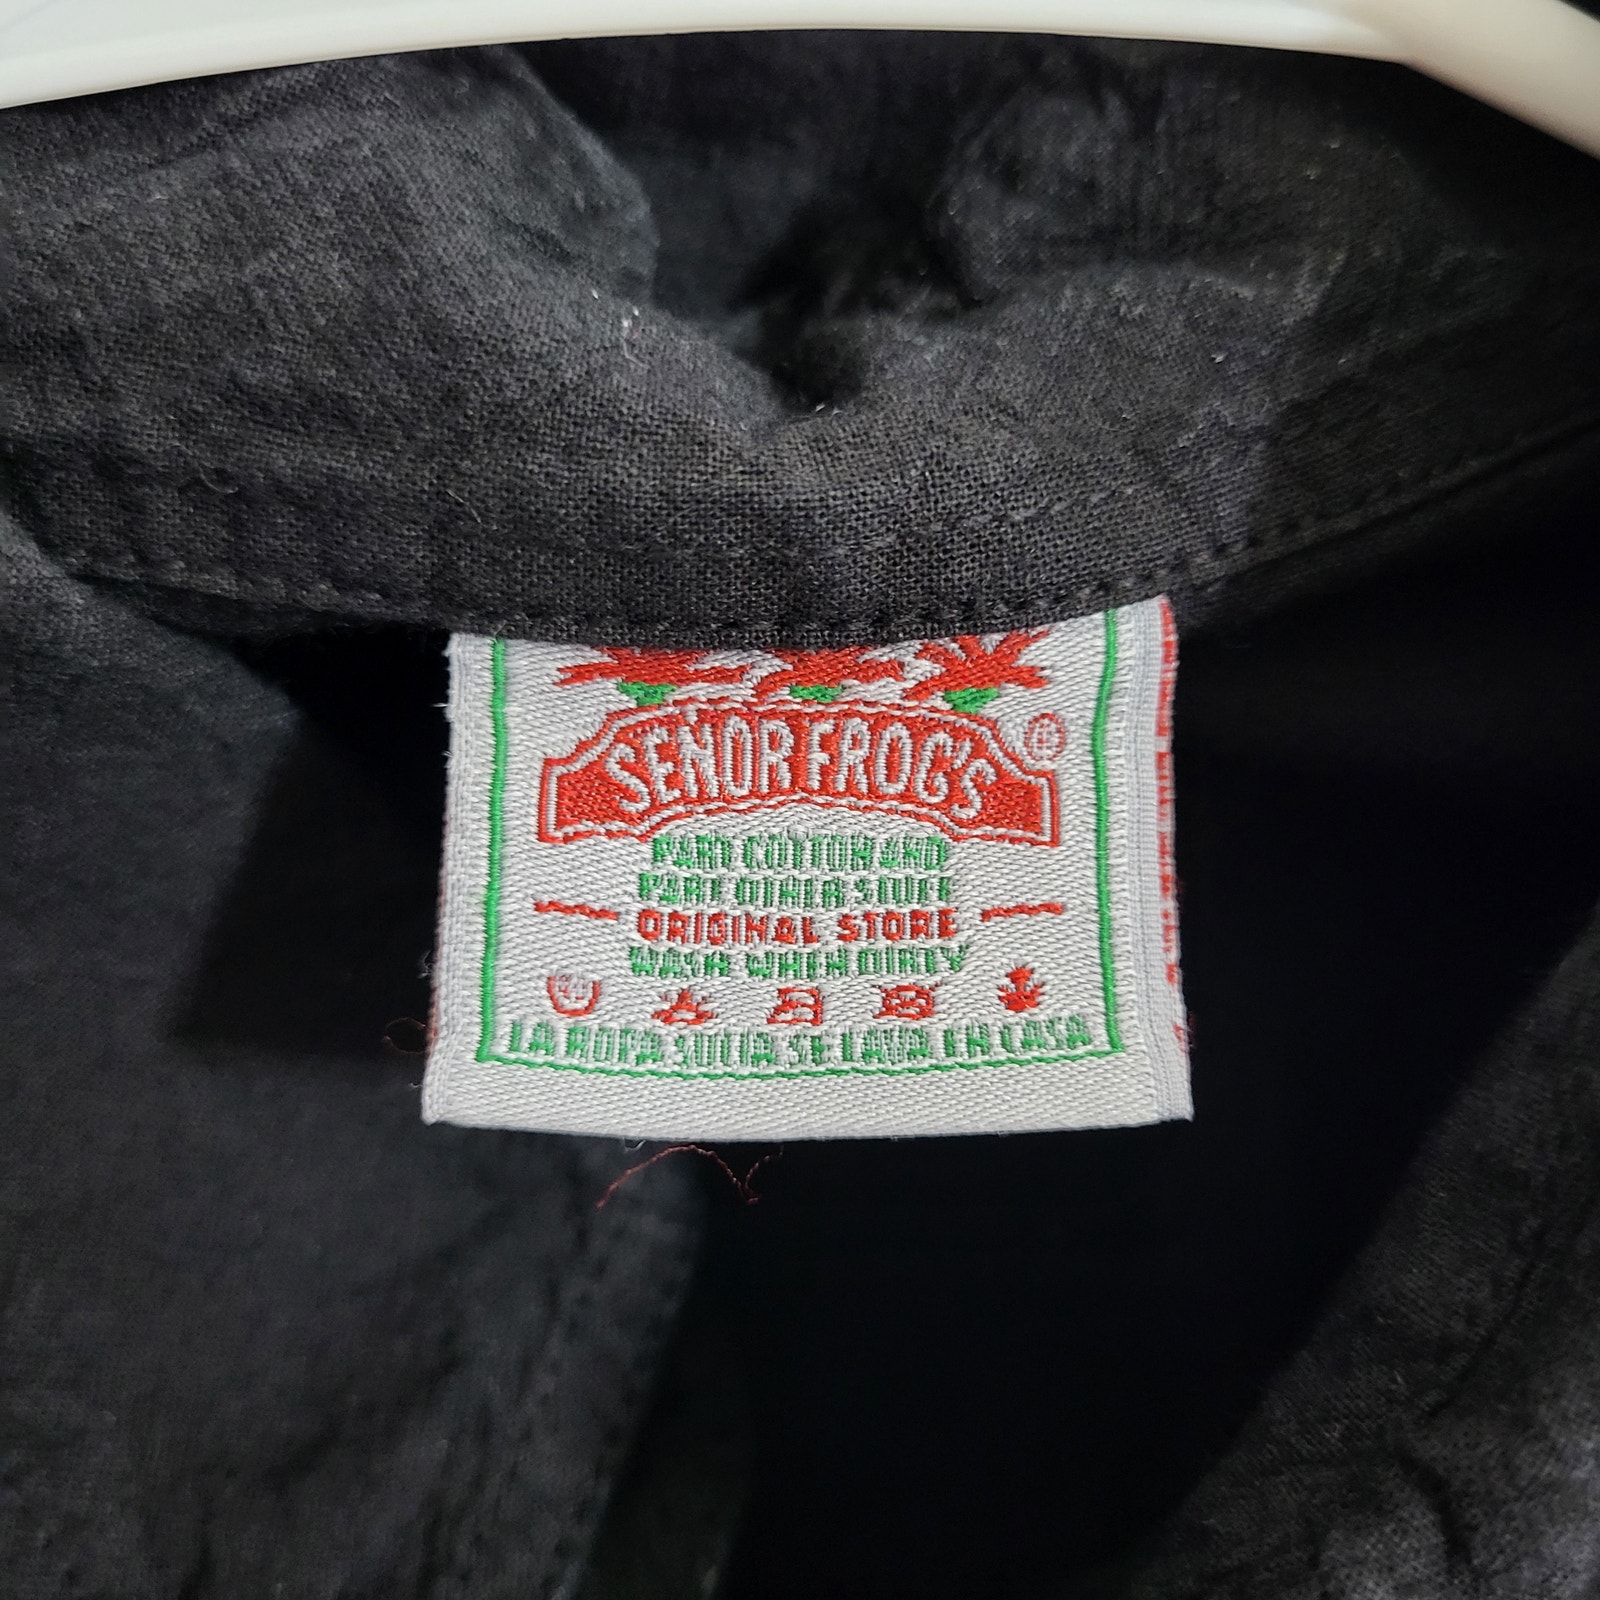 SEÑOR FROG'S ®
PART COTTON AND
PART OTHER STUFF
ORIGINAL STORE
WASH WHEN DIRTY
LA ROPA SUCIA SE LAVA EN CASA